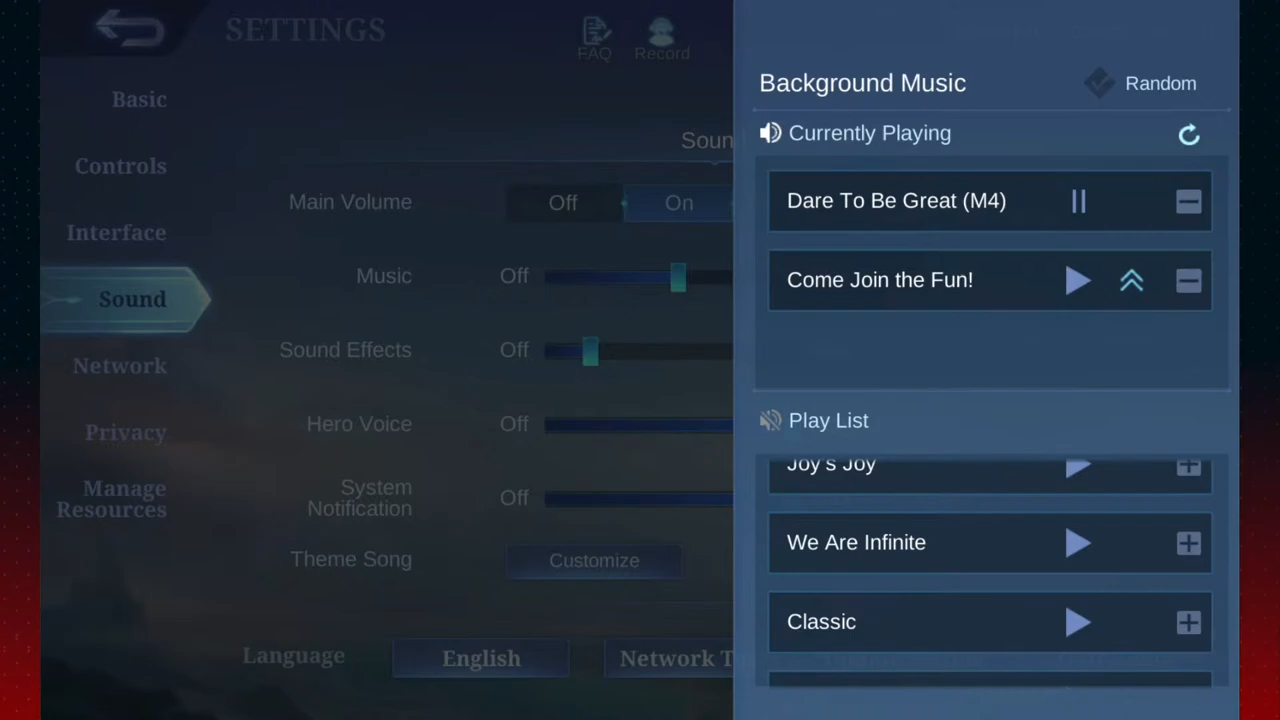 SETTINGS
FAQ
Record
Basic
Controls
Interface
Sound
Network
Privacy
Manage
Resources
Soun
Main Volume
Off
On
Music
Off
Sound Effects
Off
Hero Voice
Off
System
Notification
Off
Theme Song
Customize
Language
English
Network T
Background Music
Random
Currently Playing
Dare To Be Great (M4)
Come Join the Fun!
Play List
Joy's Joy
We Are Infinite
Classic